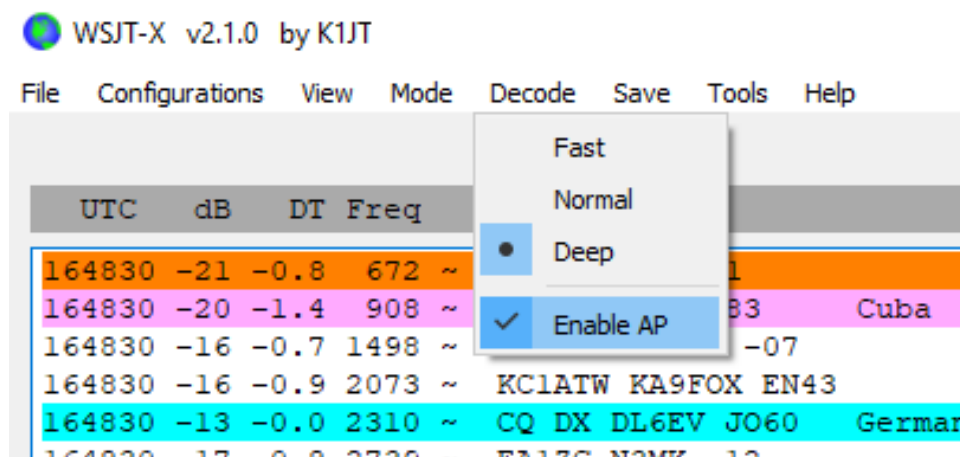 WSJT-X v2.1.0 by K1JT
File Configurations View Mode Decode Save Tools Help
Fast
Normal
Deep
Enable AP
UTC dB DT Freq
164830 -21 -0.8 672 ~ 1
164830 -20 -1.4 908 ~ 83 Cuba
164830 -16 -0.7 1498 ~ -07
164830 -16 -0.9 2073 ~ KC1ATW KA9FOX EN43
164830 -13 -0.0 2310 ~ CQ DX DL6EV JO60 German